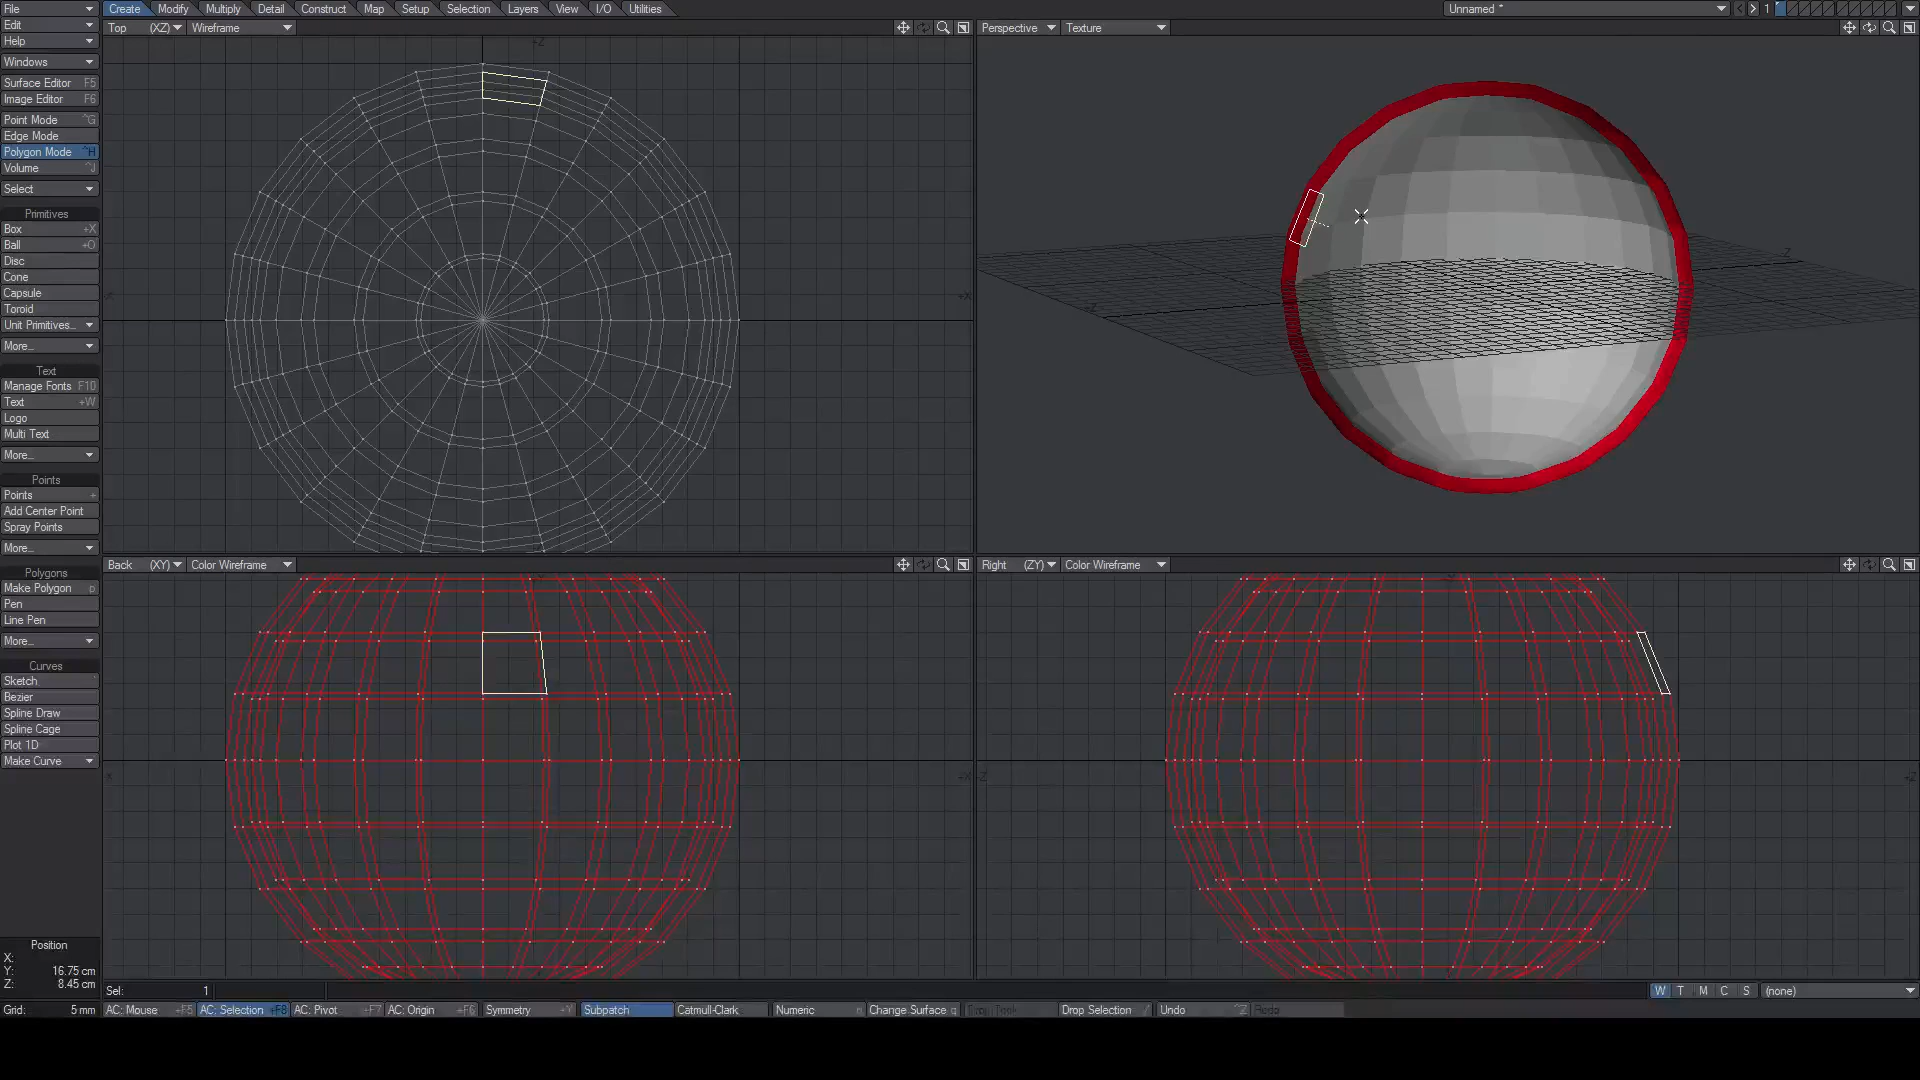 File Create Modify Multiply Detail Construct Map Setup Selection Layers View I/O Utilities Unnamed * < > 1
Edit
Help
Windows
Surface Editor F5
Image Editor F6
Point Mode ^G
Edge Mode
Polygon Mode ^H
Volume ^J
Select
Primitives
Box +X
Ball +O
Disc
Cone
Capsule
Toroid
Unit Primitives...
More...
Text
Manage Fonts F10
Text +W
Logo
Multi Text
More...
Points
Points +
Add Center Point
Spray Points
More...
Polygons
Make Polygon p
Pen
Line Pen
More...
Curves
Sketch
Bezier
Spline Draw
Spline Cage
Plot 1D
Make Curve
Position
X:
Y: 16.75 cm
Z: 8.45 cm
Grid: 5 mm
Top (XZ) Wireframe
+Z
+X
Perspective Texture
Z
Back (XY) Color Wireframe
+X
Right (ZY) Color Wireframe
+Z
Sel: 1
W T M C S (none)
AC: Mouse +F5 AC: Selection +F8 AC: Pivot +F7 AC: Origin +F6 Symmetry +Y Subpatch Catmull-Clark Numeric n Change Surface q Drop Selection / Undo ^Z Redo